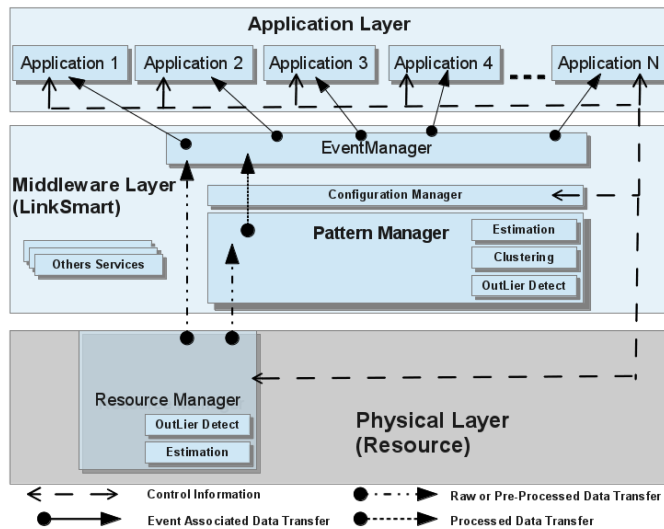 Application Layer
Application 1
Application 2
Application 3
Application 4
Application N
EventManager
Middleware Layer
(LinkSmart)
Configuration Manager
Pattern Manager
Estimation
Clustering
OutLier Detect
Others Services
Resource Manager
OutLier Detect
Estimation
Physical Layer
(Resource)
Control Information
Raw or Pre-Processed Data Transfer
Event Associated Data Transfer
Processed Data Transfer